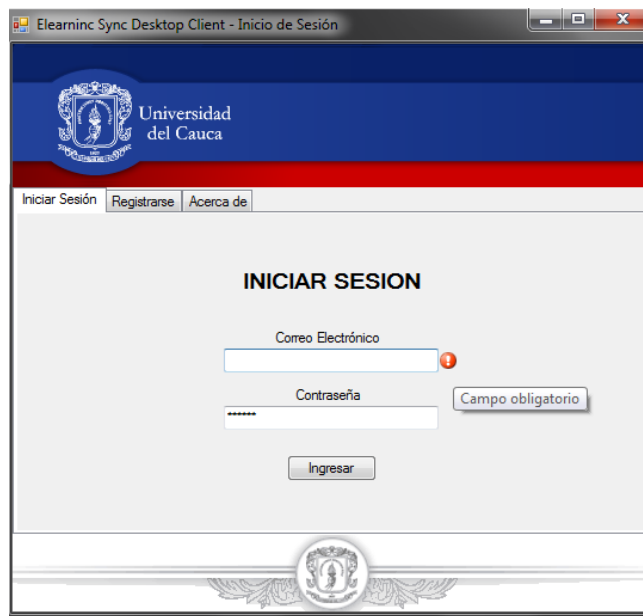 Elearninc Sync Desktop Client - Inicio de Sesión
Universidad
del Cauca
Iniciar Sesión Registrarse Acerca de
INICIAR SESION
Correo Electrónico
Contraseña
Campo obligatorio
******
Ingresar